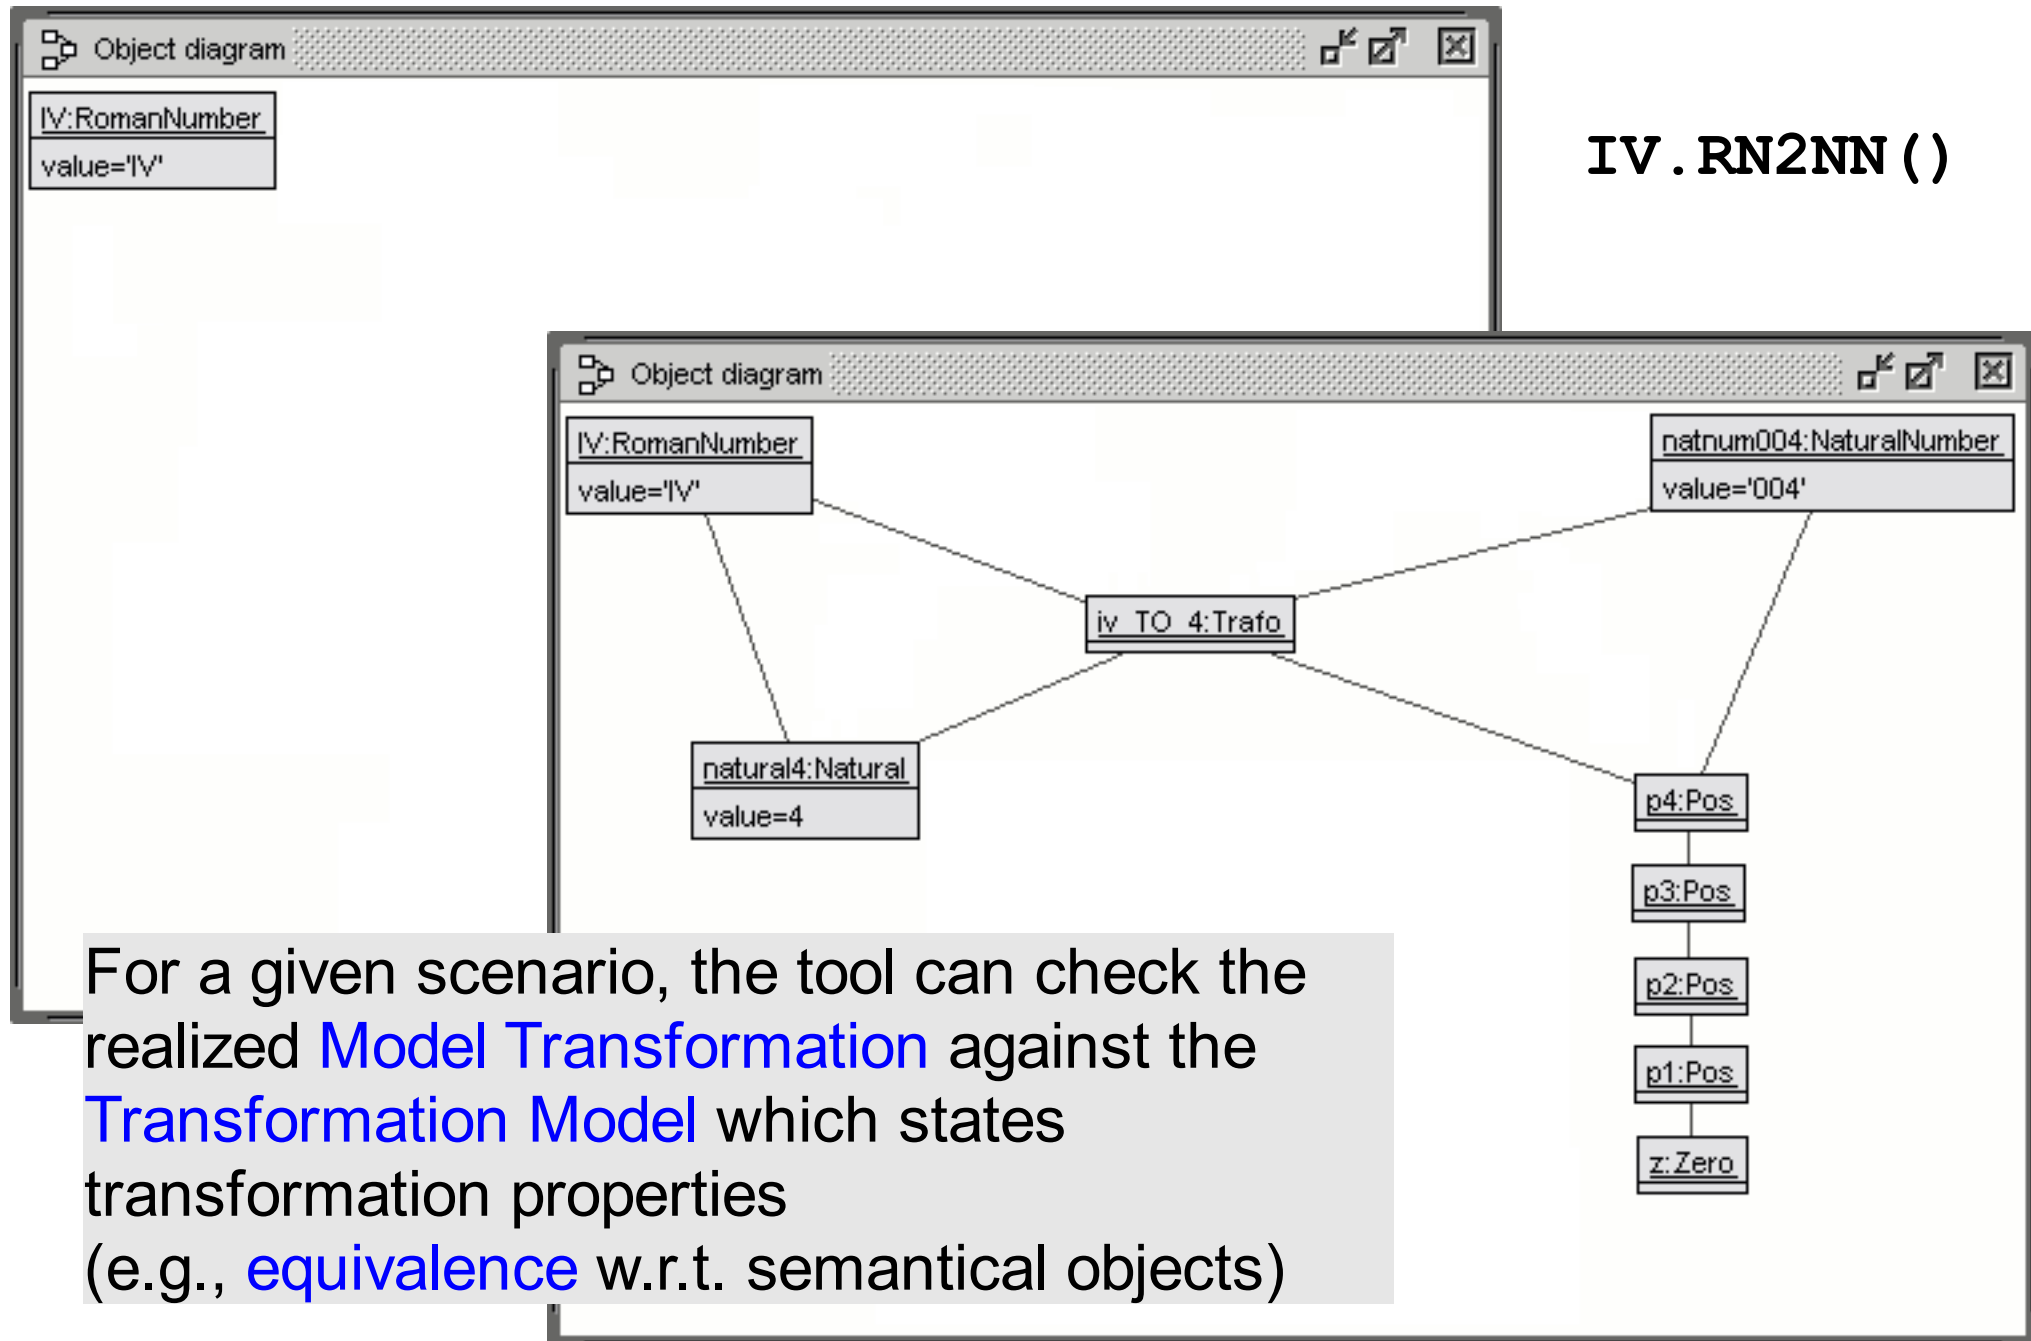 Object diagram
IV:RomanNumber
value='IV'
IV.RN2NN()
Object diagram
IV:RomanNumber
value='IV'
natnum004:NaturalNumber
value='004'
iv_TO_4:Trafo
natural4:Natural
value=4
p4:Pos
p3:Pos
p2:Pos
p1:Pos
z:Zero
For a given scenario, the tool can check the
realized Model Transformation against the
Transformation Model which states
transformation properties
(e.g., equivalence w.r.t. semantical objects)